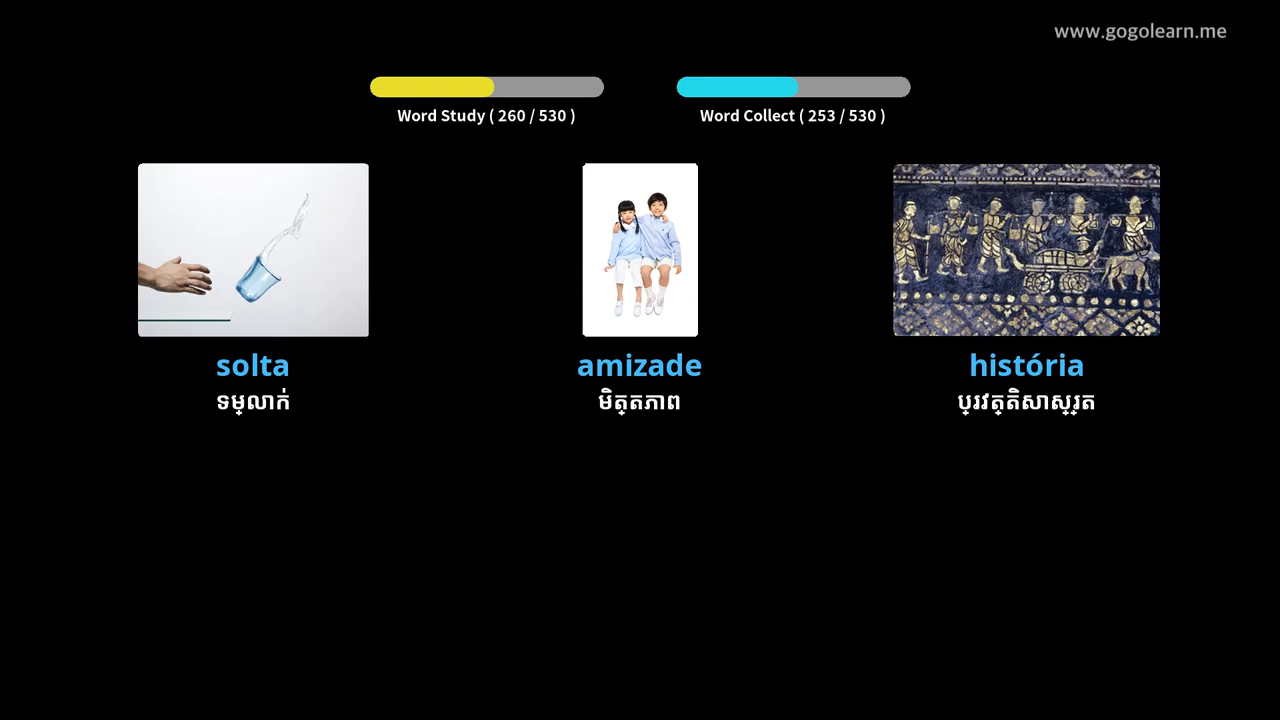 www.gogolearn.me
Word Study ( 260 / 530 )
Word Collect ( 253 / 530 )
solta
amizade
história
ទម្លាក់
មិត្តភាព
ប្រវត្តិសាស្រ្ត